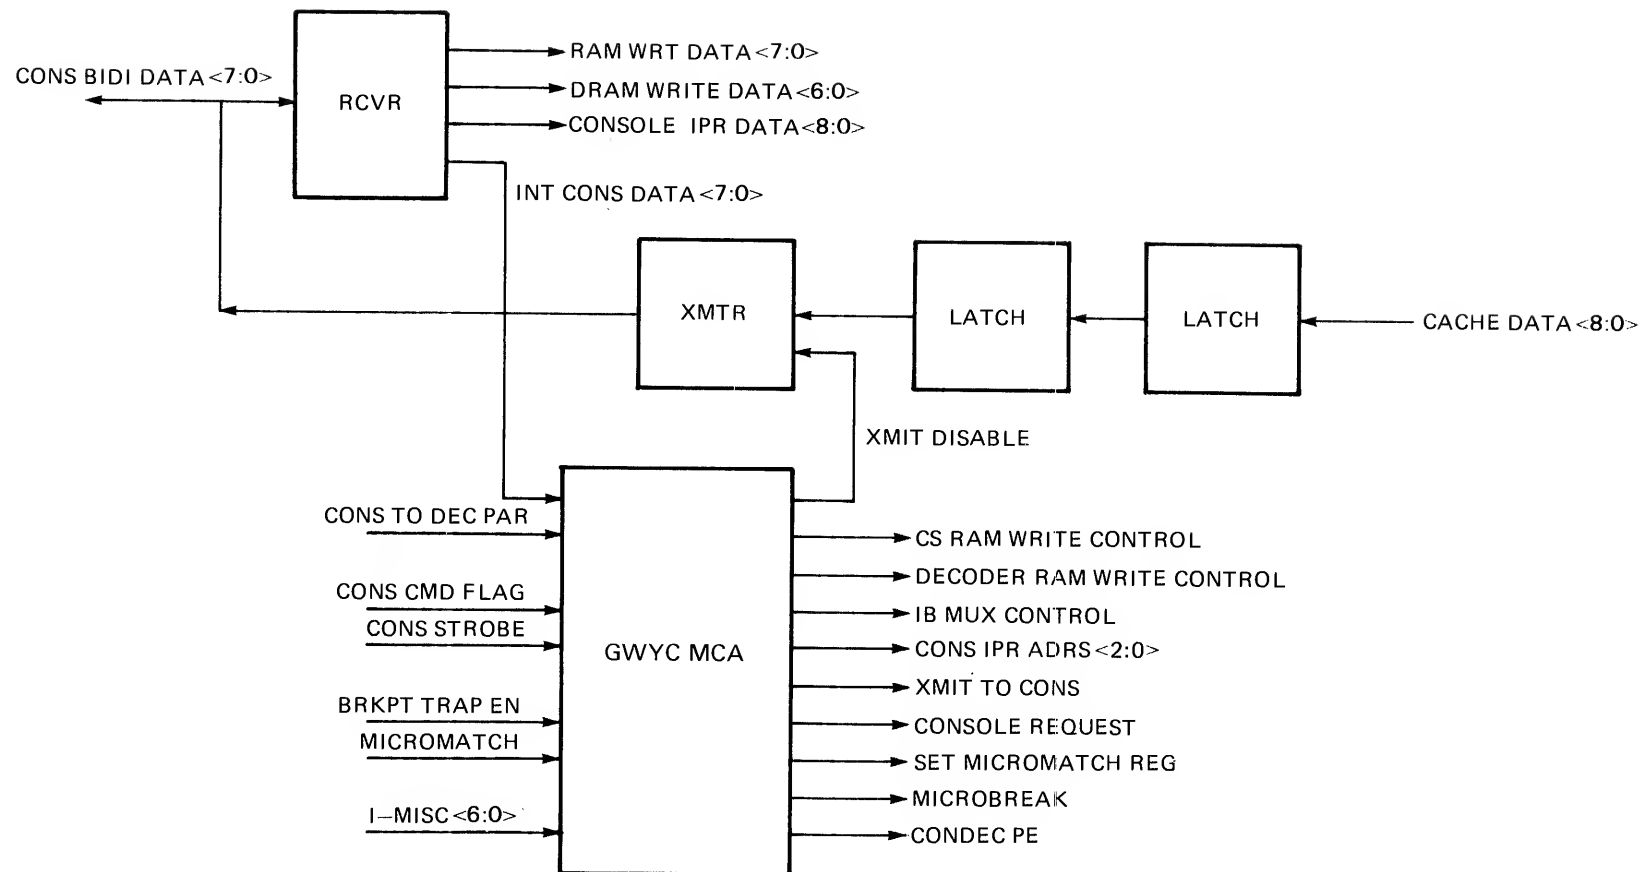 RAM WRT DATA<7:0>
CONS BIDI DATA<7:0>
DRAM WRITE DATA<6:0>
RCVR
CONSOLE IPR DATA<8:0>
INT CONS DATA<7:0>
XMTR
LATCH
LATCH
CACHE DATA<8:0>
XMIT DISABLE
CONS TO DEC PAR
CS RAM WRITE CONTROL
DECODER RAM WRITE CONTROL
CONS CMD FLAG
IB MUX CONTROL
CONS STROBE
GWYC MCA
CONS IPR ADRS<2:0>
XMIT TO CONS
BRKPT TRAP EN
CONSOLE REQUEST
MICROMATCH
SET MICROMATCH REG
MICROBREAK
I-MISC<6:0>
CONDEC PE